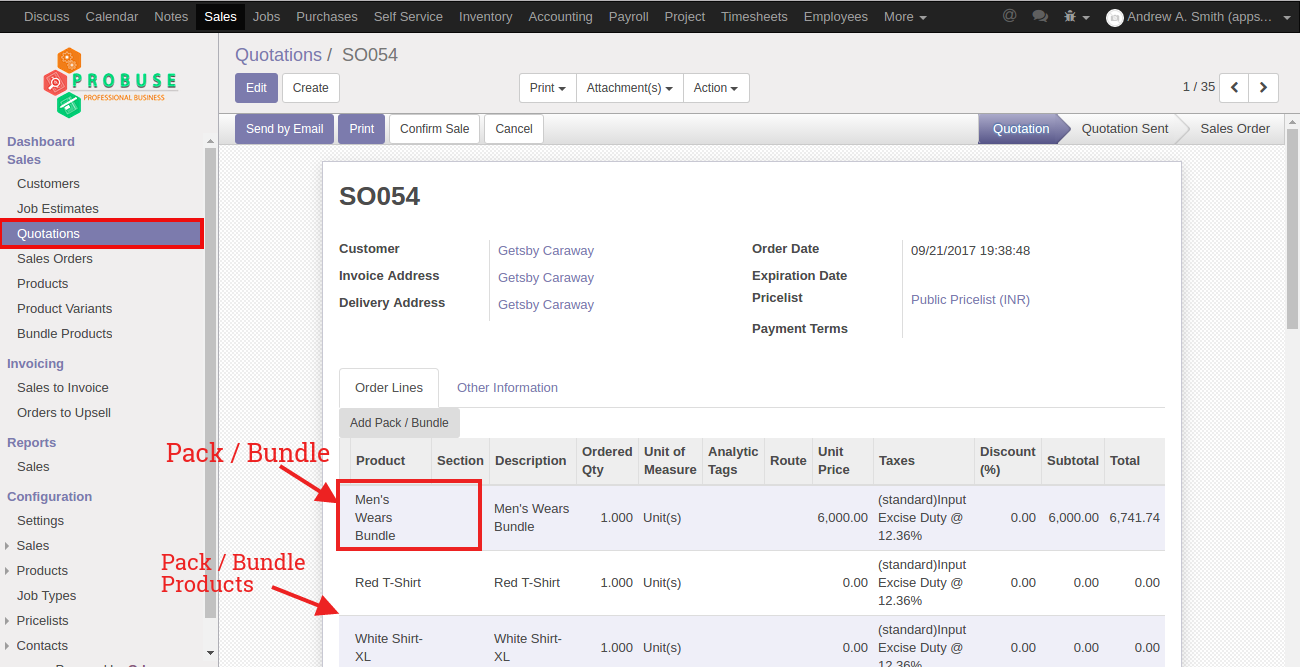 Discuss Calendar Notes Sales Jobs Purchases Self Service Inventory Accounting Payroll Project Timesheets Employees More @ Andrew A. Smith (apps...
PROBUSE
PROFESSIONAL BUSINESS
Dashboard
Sales
Customers
Job Estimates
Quotations
Sales Orders
Products
Product Variants
Bundle Products
Invoicing
Sales to Invoice
Orders to Upsell
Reports
Sales
Configuration
Settings
Sales
Products
Job Types
Pricelists
Contacts
Quotations / SO054
Edit Create Print Attachment(s) Action 1 / 35
Send by Email Print Confirm Sale Cancel Quotation Quotation Sent Sales Order
SO054
Customer Getsby Caraway
Invoice Address Getsby Caraway
Delivery Address Getsby Caraway
Order Date 09/21/2017 19:38:48
Expiration Date
Pricelist Public Pricelist (INR)
Payment Terms
Order Lines Other Information
Add Pack / Bundle
Pack / Bundle
Product Section Description Ordered Qty Unit of Measure Analytic Tags Route Unit Price Taxes Discount (%) Subtotal Total
Men's Wears Bundle Men's Wears Bundle 1.000 Unit(s) 6,000.00 (standard)Input Excise Duty @ 12.36% 0.00 6,000.00 6,741.74
Pack / Bundle
Products
Red T-Shirt Red T-Shirt 1.000 Unit(s) 0.00 (standard)Input Excise Duty @ 12.36% 0.00 0.00 0.00
White Shirt-XL White Shirt-XL 1.000 Unit(s) 0.00 (standard)Input Excise Duty @ 12.36% 0.00 0.00 0.00